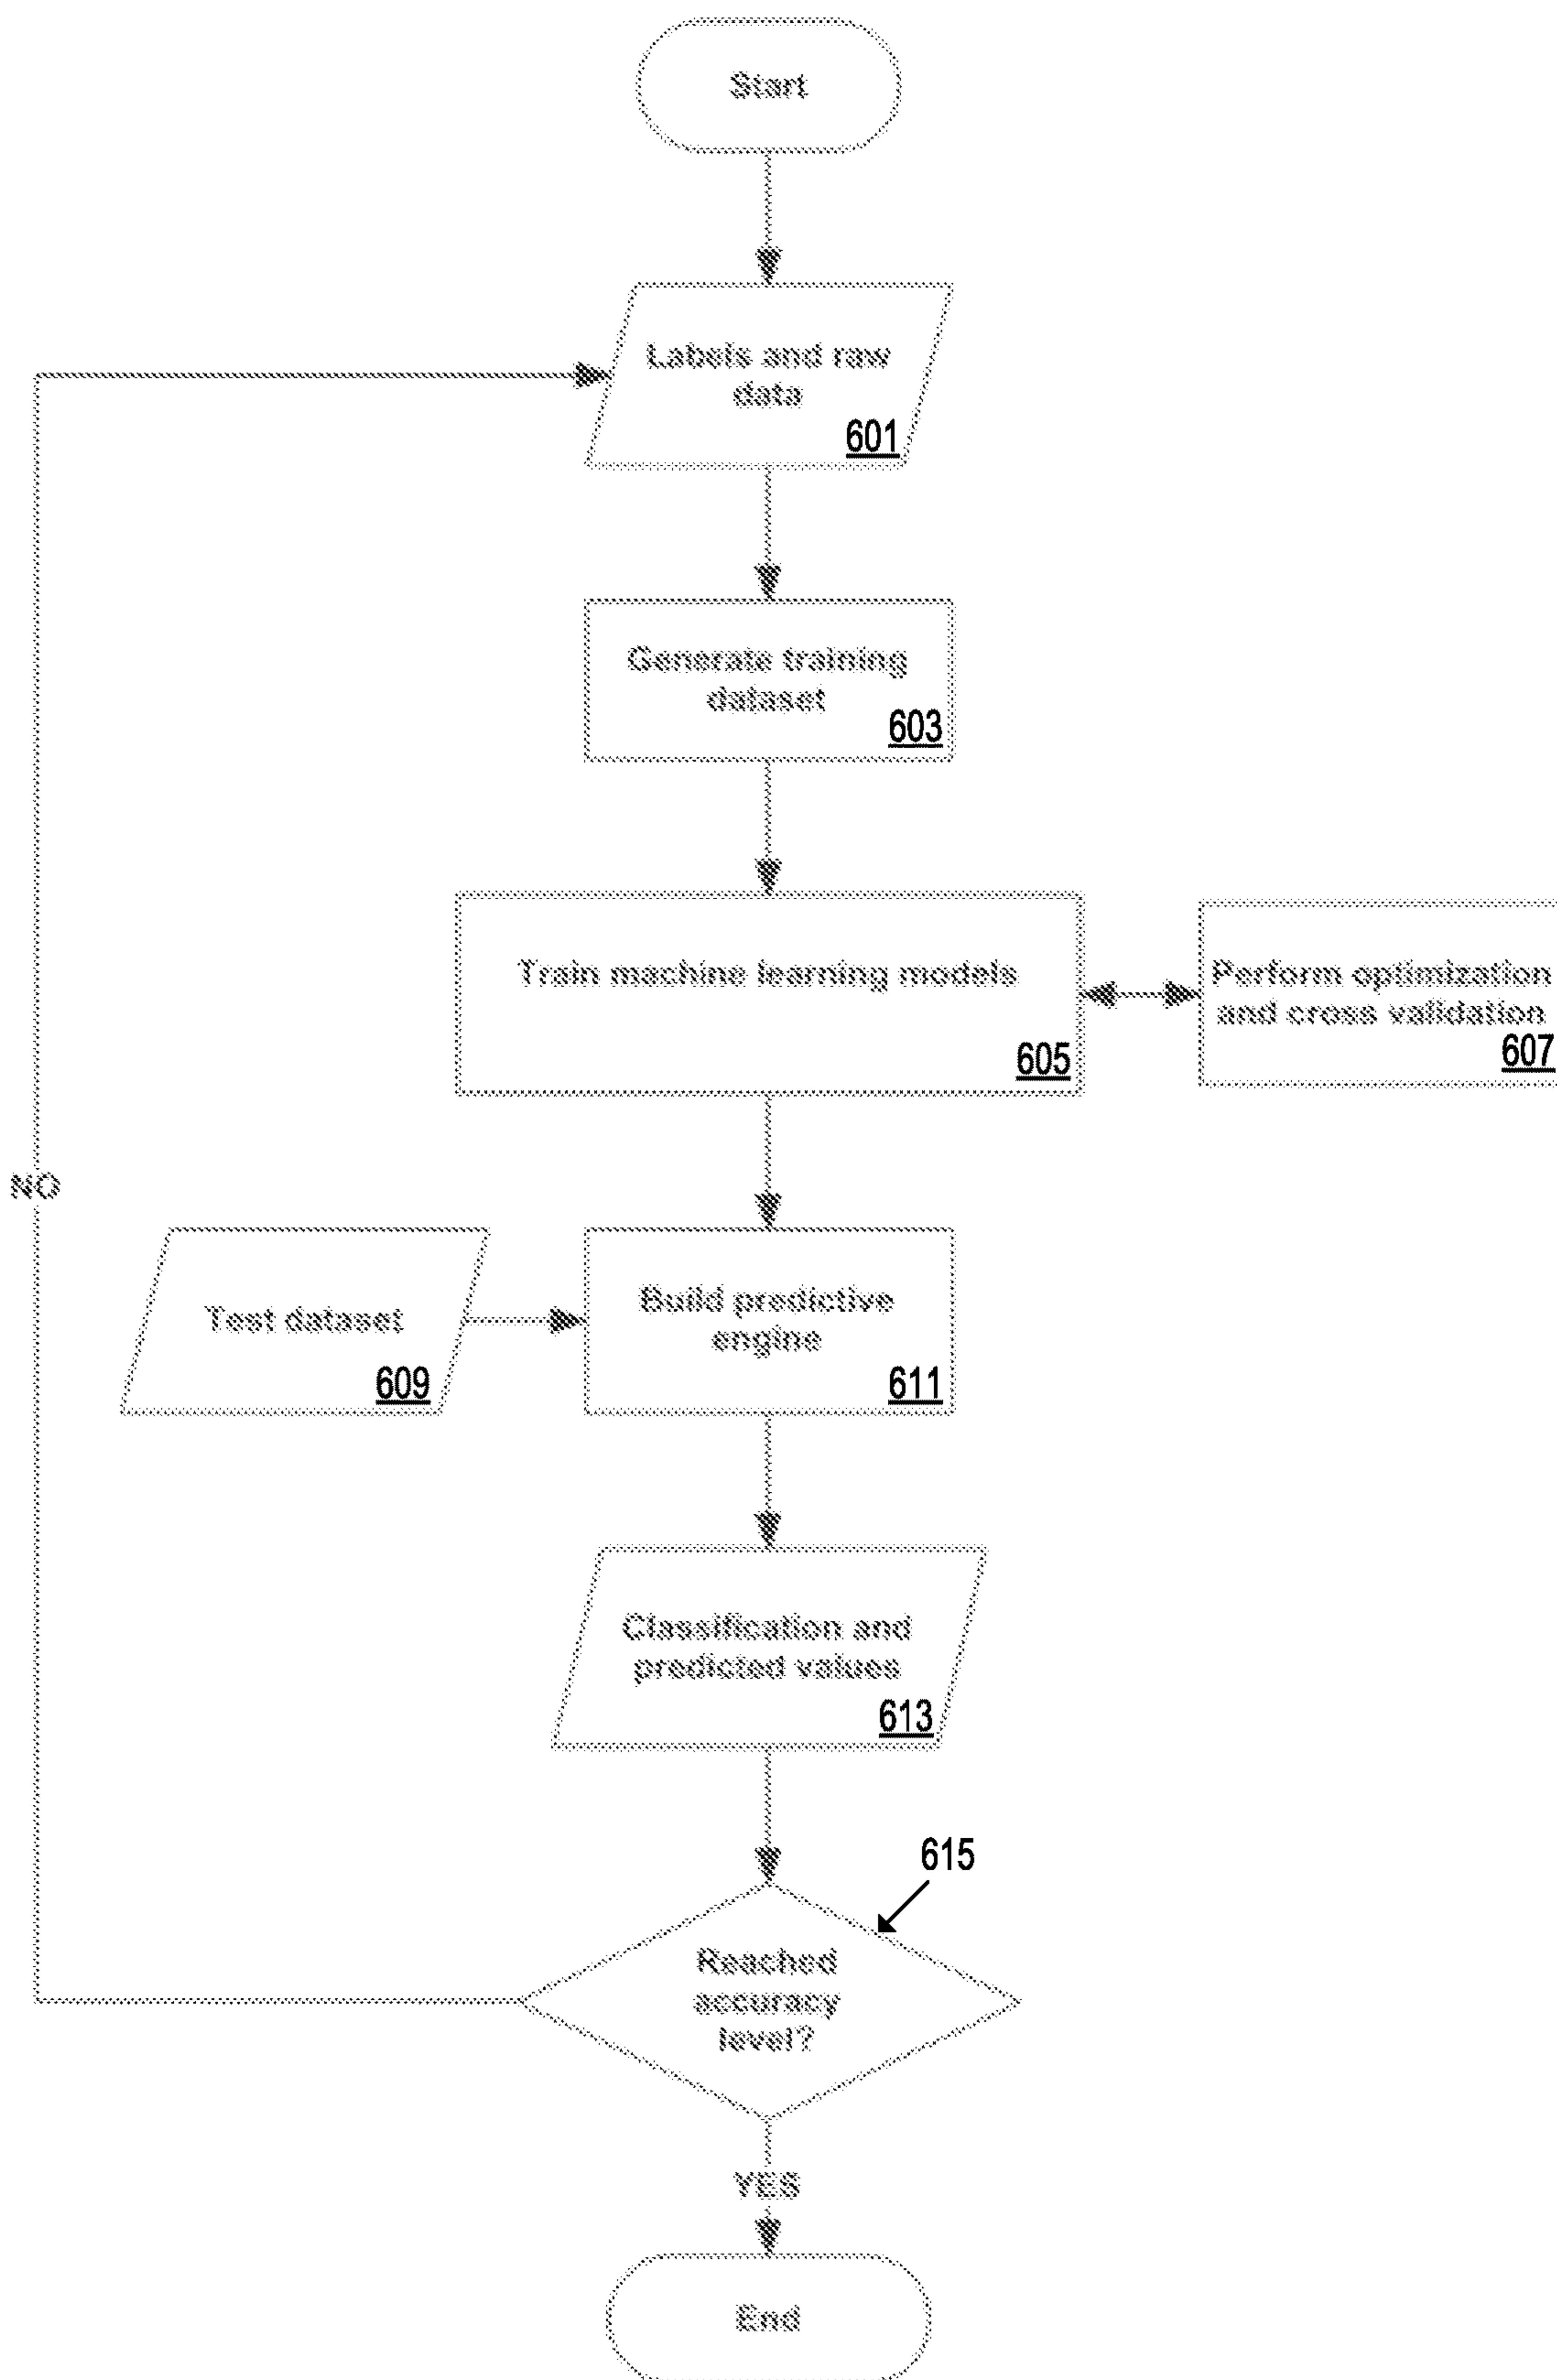 Start
Labels and raw
data
601
Generate training
dataset
603
Train machine learning models
605
Perform optimization
and cross validation
607
NO
Test dataset
609
Build predictive
engine
611
Classification and
predicted values
613
615
Reached
accuracy
level?
YES
End